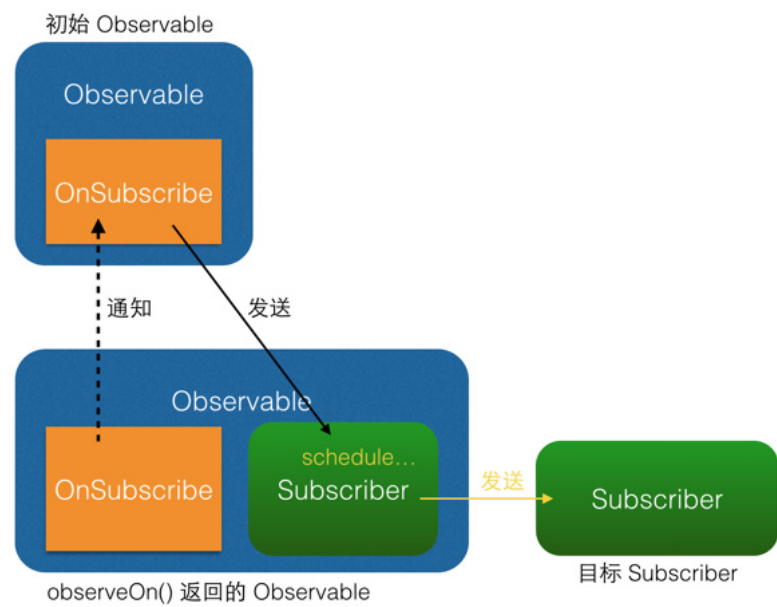 初始 Observable
Observable
OnSubscribe
通知
发送
Observable
schedule...
OnSubscribe
Subscriber
发送
Subscriber
目标 Subscriber
observeOn() 返回的 Observable